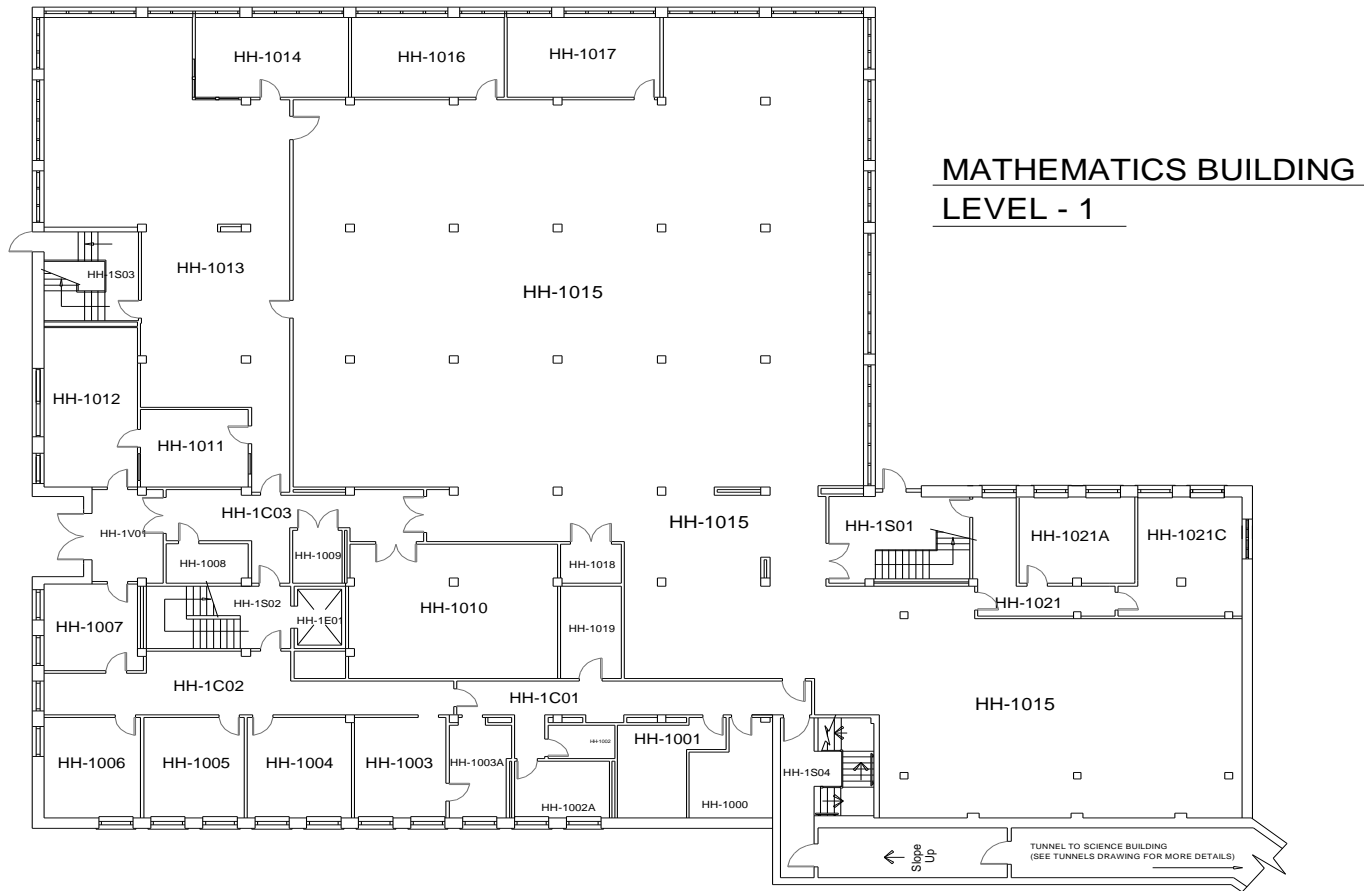 HH-1014
HH-1016
HH-1017
MATHEMATICS BUILDING
LEVEL - 1
HH-1S03
HH-1013
HH-1015
HH-1012
HH-1011
HH-1C03
HH-1015
HH-1S01
HH-1021A
HH-1021C
HH-1V01
HH-1008
HH-1009
HH-1018
HH-1S02
HH-1010
HH-1021
HH-1007
HH-1E01
HH-1019
HH-1C02
HH-1C01
HH-1015
HH-1006
HH-1005
HH-1004
HH-1003
HH-1003A
HH-1002
HH-1001
HH-1S04
HH-1002A
HH-1000
Slope
Up
TUNNEL TO SCIENCE BUILDING
(SEE TUNNELS DRAWING FOR MORE DETAILS)